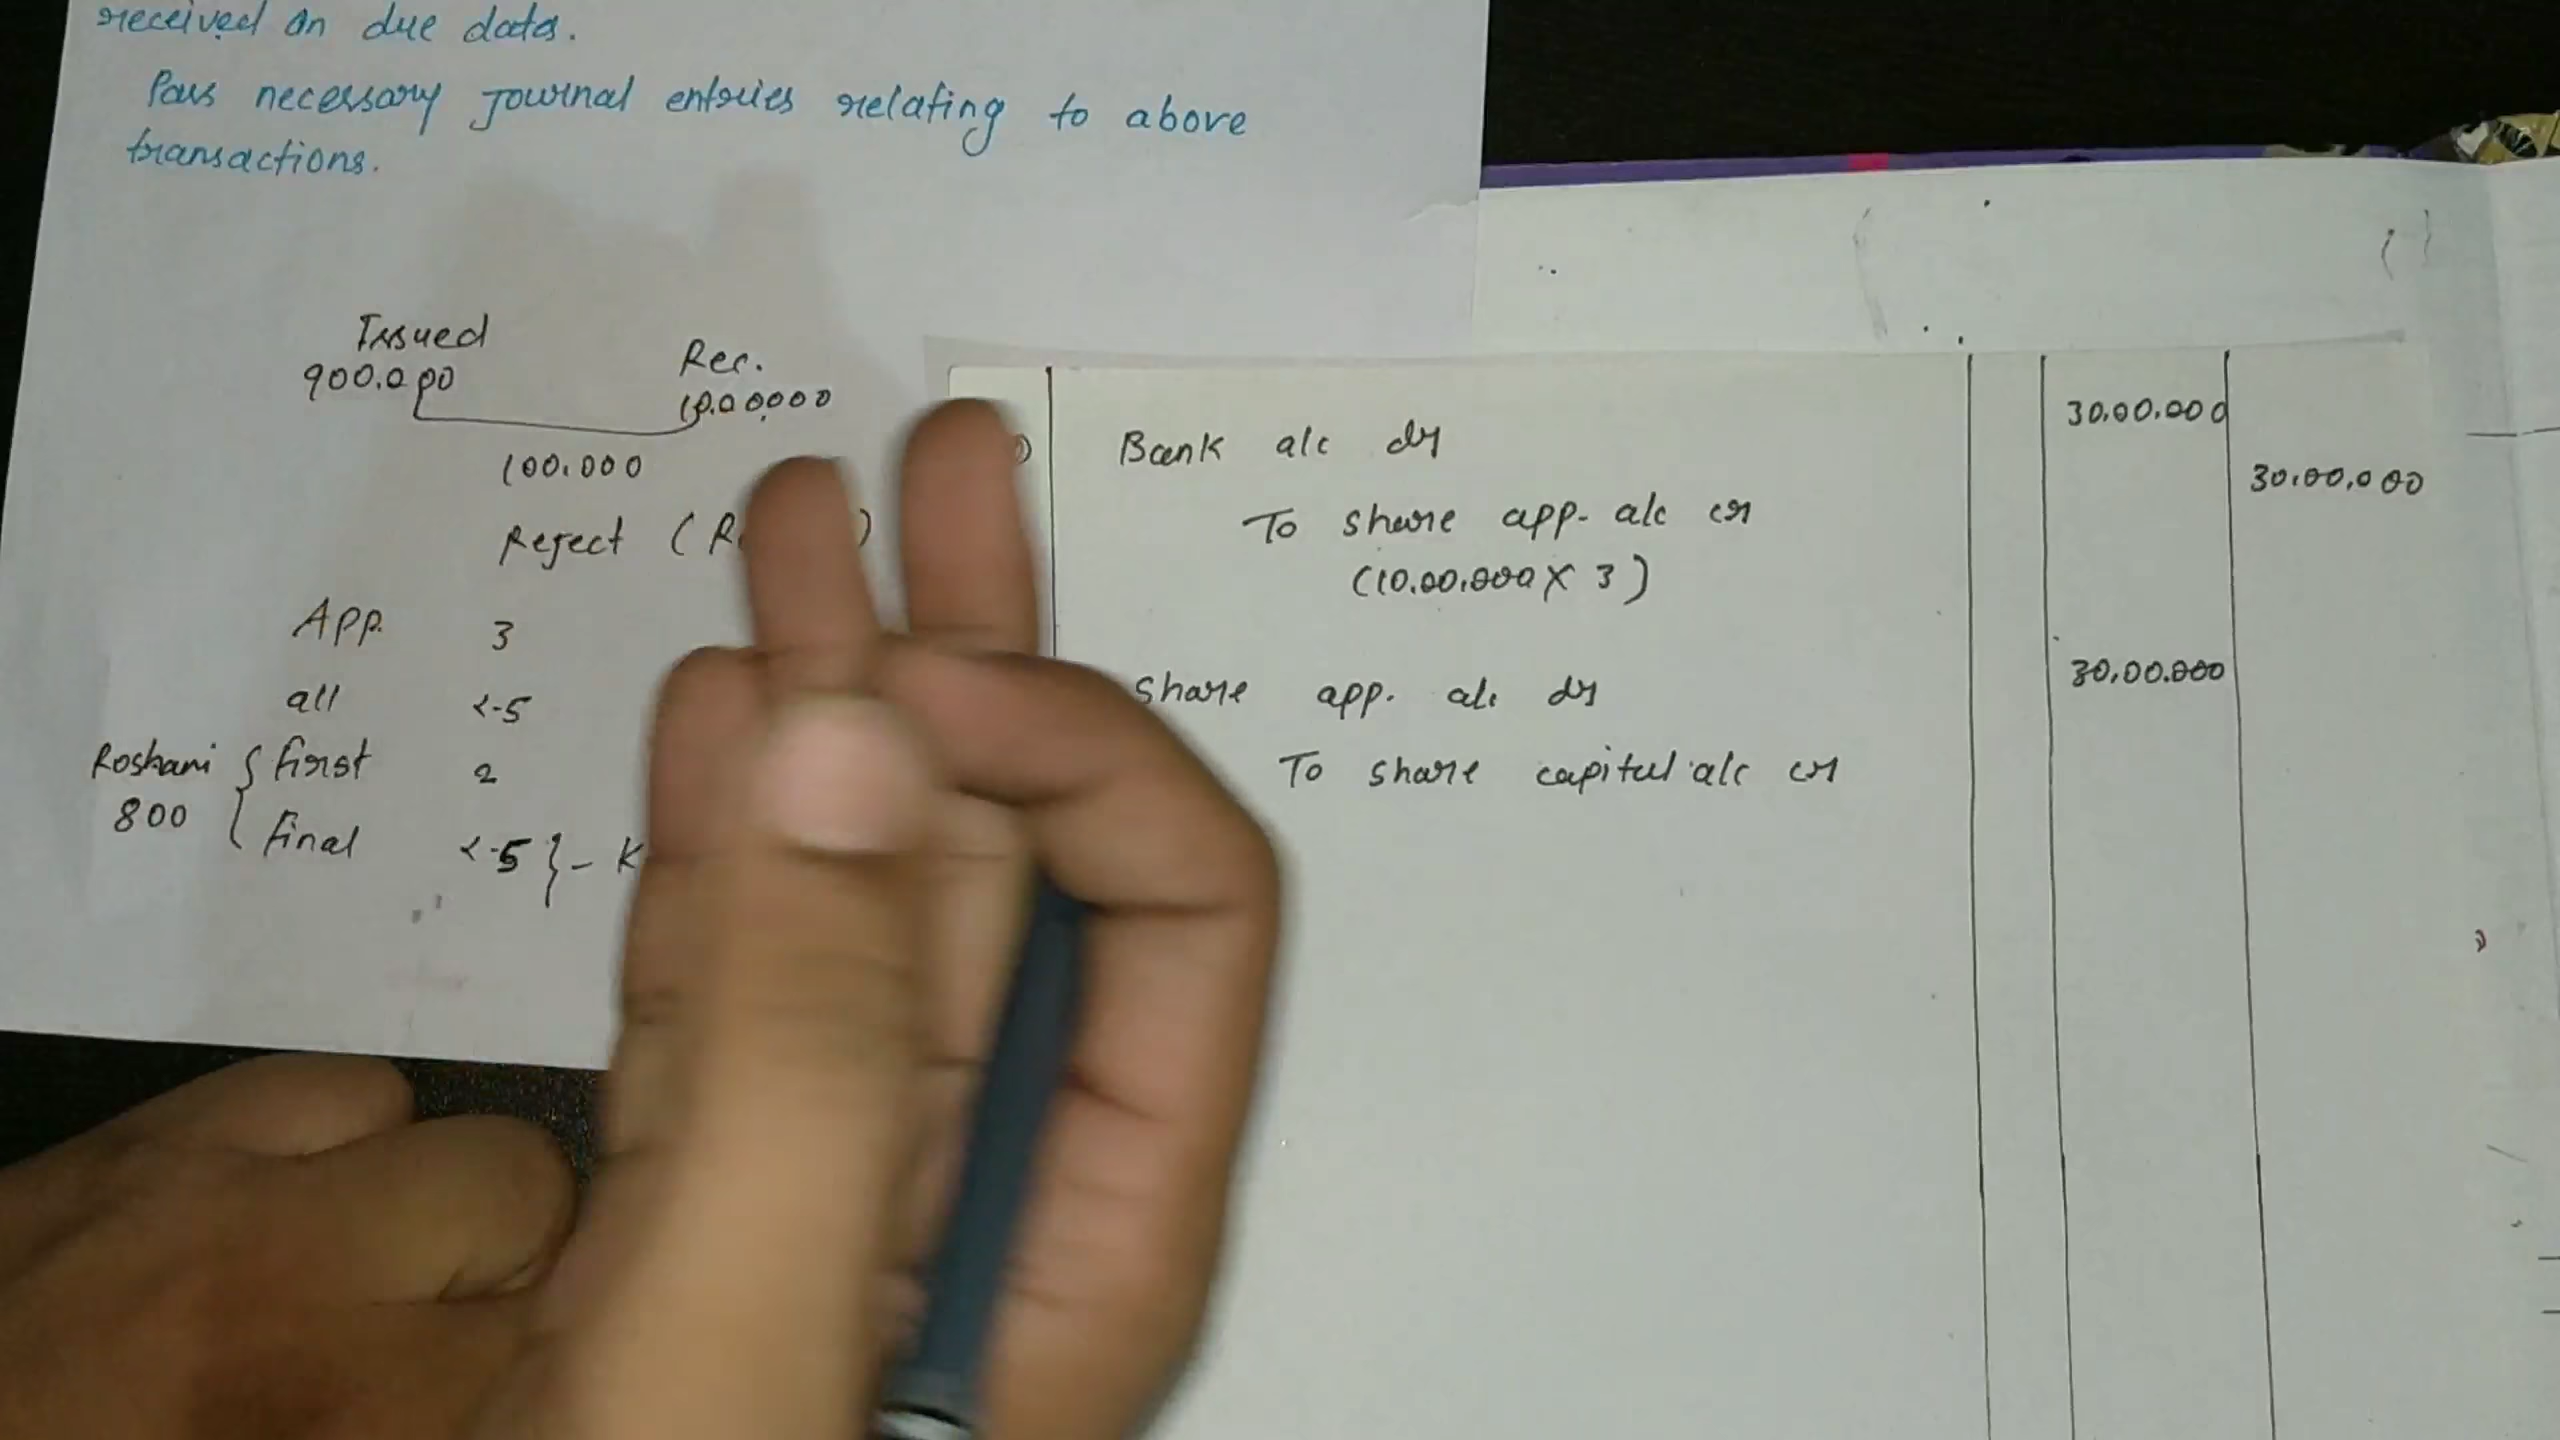 received on due dates.
Pass necessary Journal entries relating to above
transactions.
Issued
900.000
Rec.
10.00.000
100.000
Reject
App. 3
all 2.5
Roshani
800
first 2
final 2.5 } -
Bank a/c dr 30,00,000
To share app. a/c cr 30,00,000
(10.00.000 X 3)
share app. a/c dr 30,00.000
To share capital a/c cr